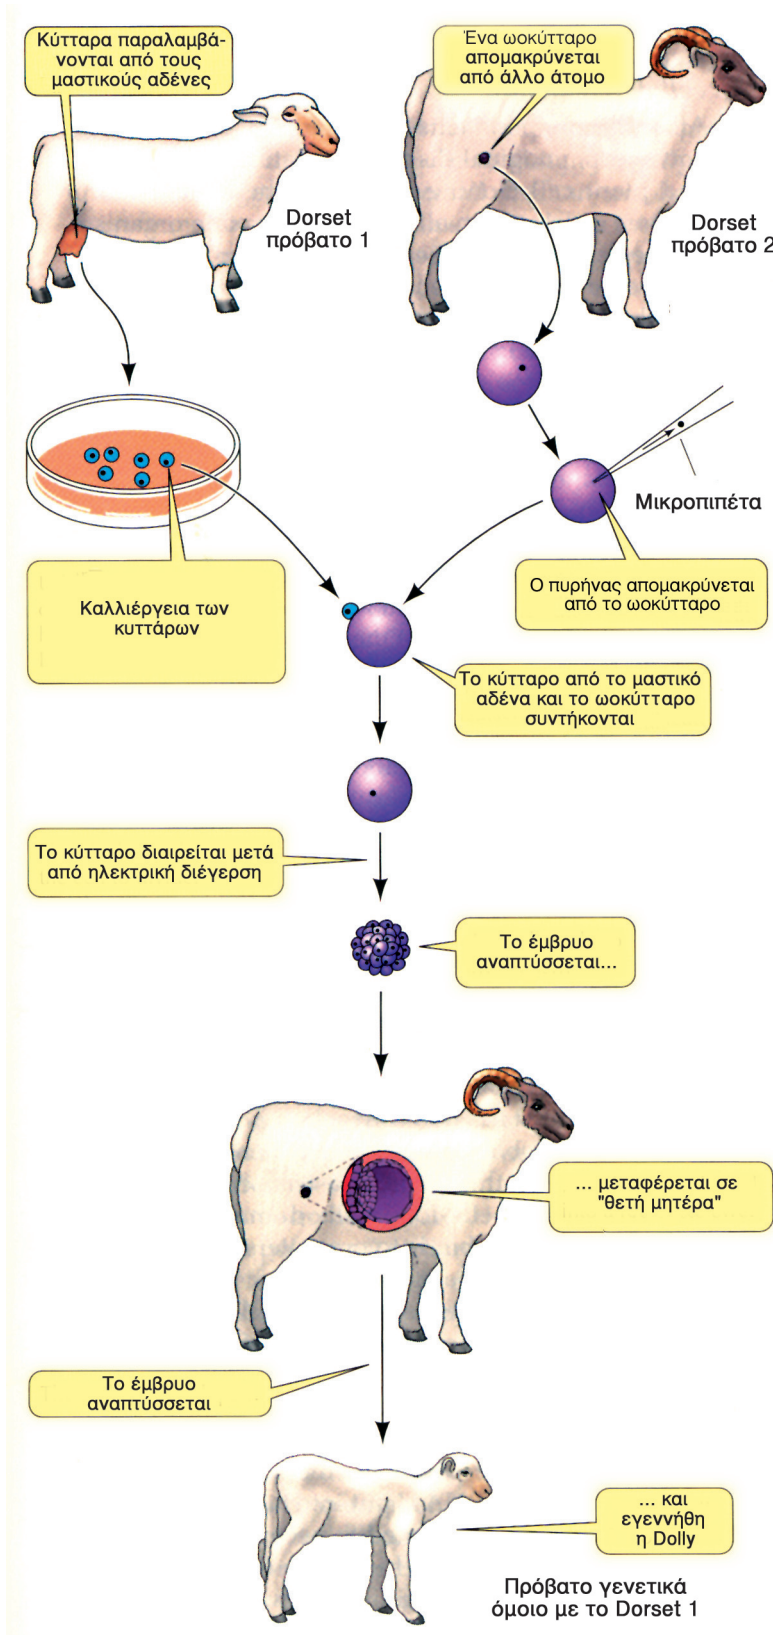 Κύτταρα παραλαμβά-
νονται από τους
μαστικούς αδένες
Ένα ωοκύτταρο
απομακρύνεται
από άλλο άτομο
Dorset
πρόβατο 1
Dorset
πρόβατο 2
Μικροπιπέτα
Καλλιέργεια των
κυττάρων
Ο πυρήνας απομακρύνεται
από το ωοκύτταρο
Το κύτταρο από το μαστικό
αδένα και το ωοκύτταρο
συντήκονται
Το κύτταρο διαιρείται μετά
από ηλεκτρική διέγερση
Το έμβρυο
αναπτύσσεται...
... μεταφέρεται σε
"θετή μητέρα"
Το έμβρυο
αναπτύσσεται
... και
εγεννήθη
η Dolly
Πρόβατο γενετικά
όμοιο με το Dorset 1